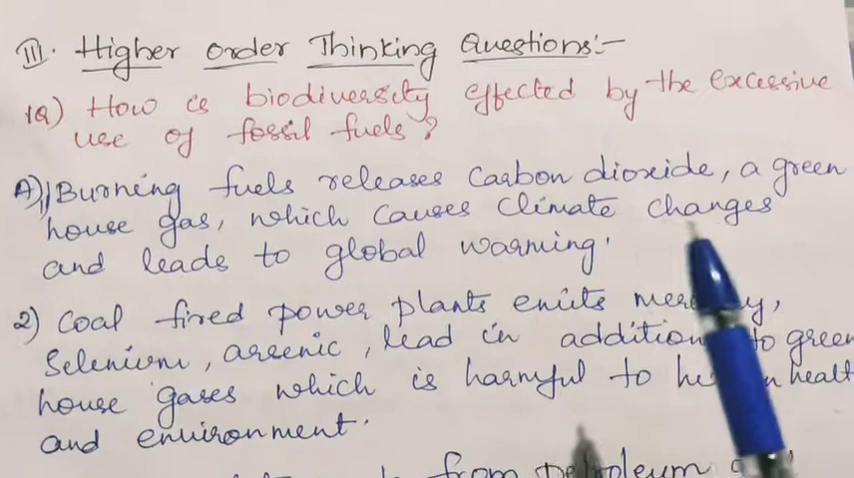 III. Higher Order Thinking Questions:-
1Q) How is biodiversity effected by the excessive
use of fossil fuels?
A) 1) Burning fuels releases carbon dioxide, a green
house gas, which causes climate changes
and leads to global warming.
2) Coal fired power plants emits
Selenium, arsenic, lead in addition to green
house gases which is harmful to
and environment.
from petroleum